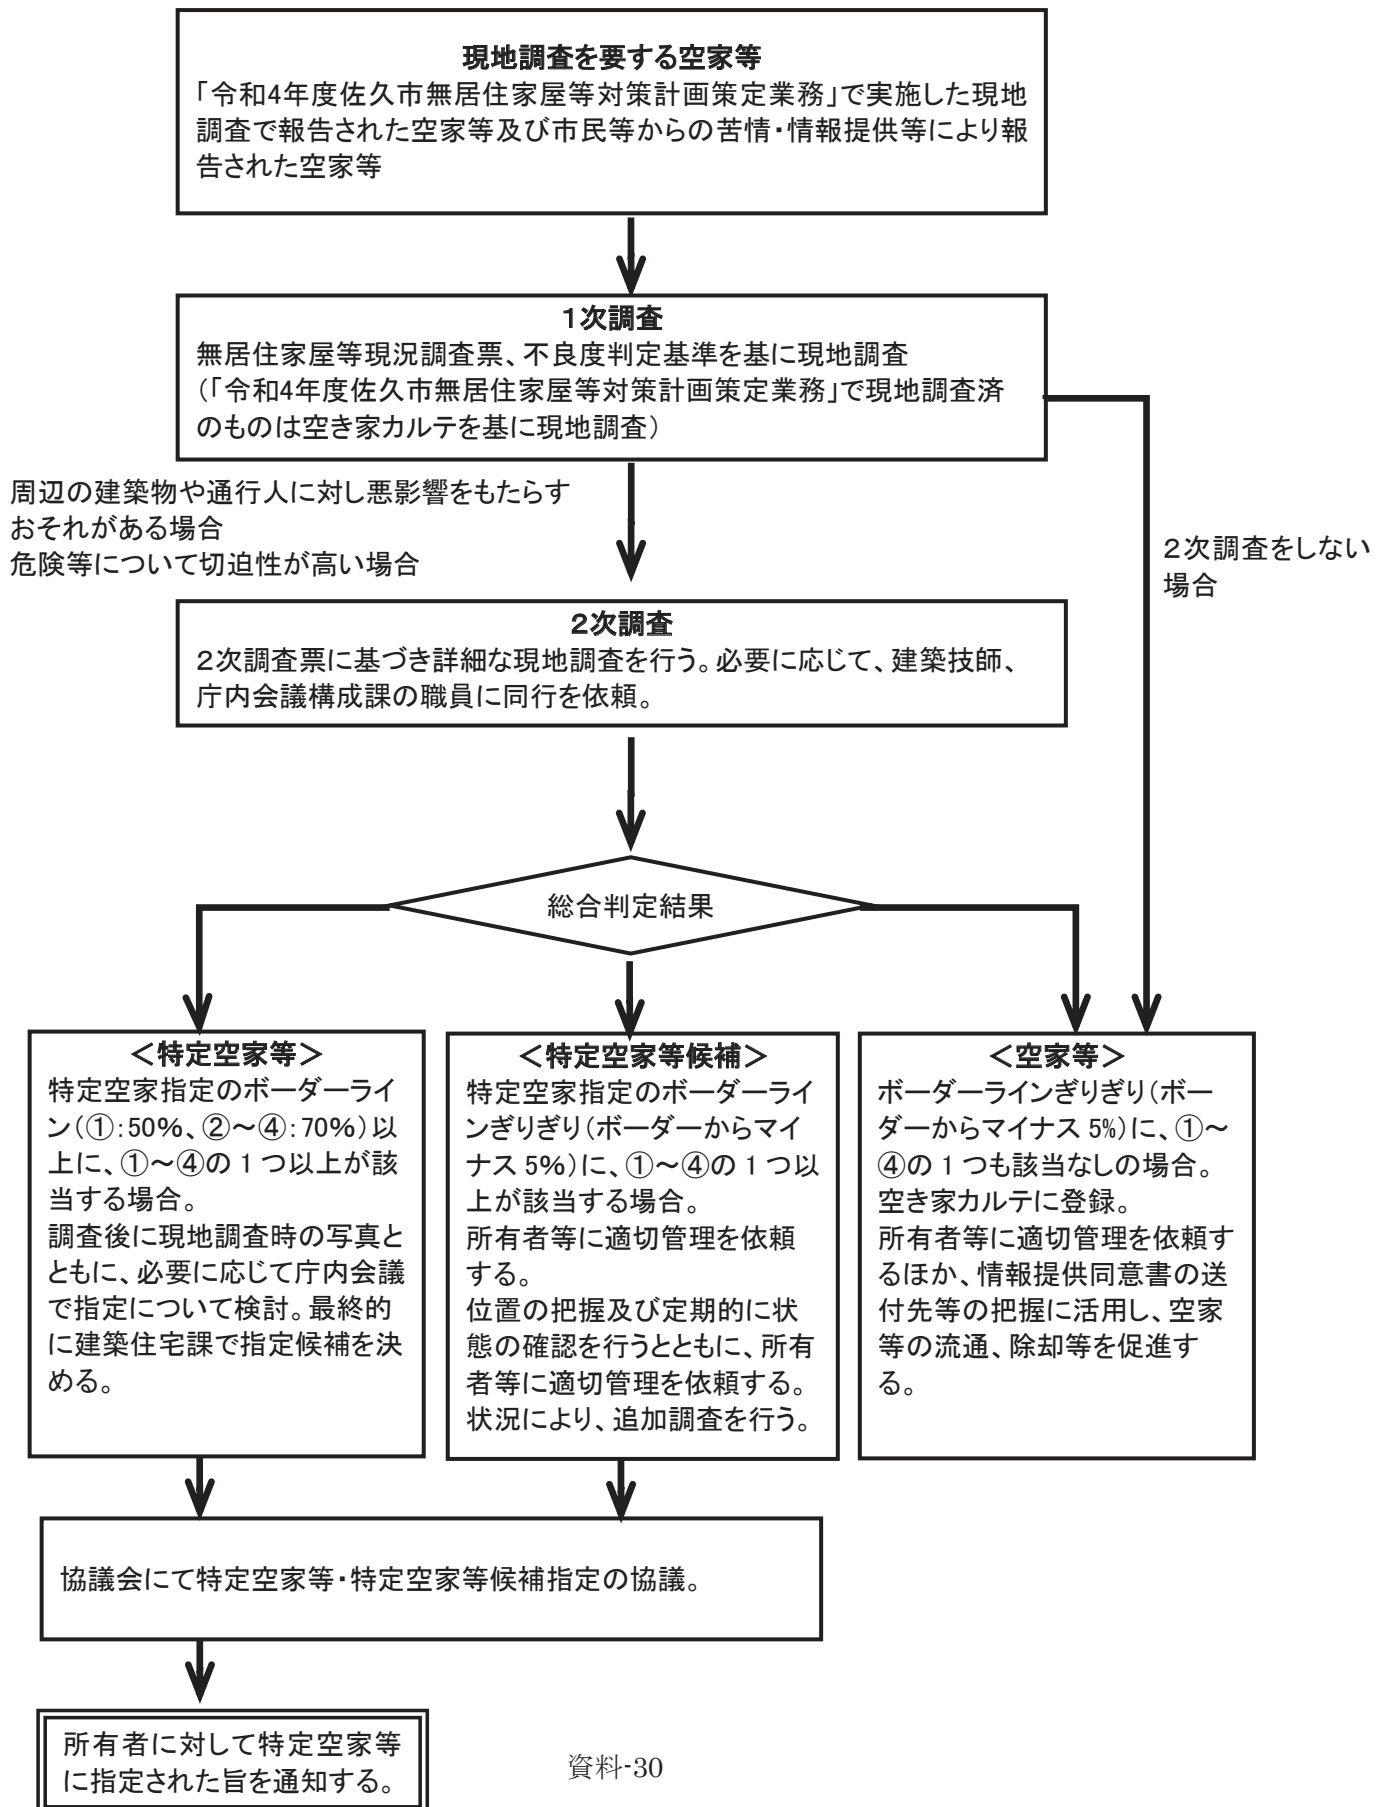 現地調査を要する空家等
「令和4年度佐久市無居住家屋等対策計画策定業務」で実施した現地
調査で報告された空家等及び市民等からの苦情・情報提供等により報
告された空家等
1次調査
無居住家屋等現況調査票、不良度判定基準を基に現地調査
（「令和4年度佐久市無居住家屋等対策計画策定業務」で現地調査済
のものは空き家カルテを基に現地調査）
周辺の建築物や通行人に対し悪影響をもたらす
おそれがある場合
危険等について切迫性が高い場合
２次調査をしない
場合
２次調査
２次調査票に基づき詳細な現地調査を行う。必要に応じて、建築技師、
庁内会議構成課の職員に同行を依頼。
総合判定結果
＜特定空家等＞
特定空家指定のボーダーライ
ン（①：50%、②～④：70%）以
上に、①～④の 1 つ以上が該
当する場合。
調査後に現地調査時の写真と
ともに、必要に応じて庁内会議
で指定について検討。最終的
に建築住宅課で指定候補を決
める。
＜特定空家等候補＞
特定空家指定のボーダーライ
ンぎりぎり（ボーダーからマイ
ナス 5%）に、①～④の 1 つ以
上が該当する場合。
所有者等に適切管理を依頼
する。
位置の把握及び定期的に状
態の確認を行うとともに、所有
者等に適切管理を依頼する。
状況により、追加調査を行う。
＜空家等＞
ボーダーラインぎりぎり（ボー
ダーからマイナス 5%）に、①～
④の 1 つも該当なしの場合。
空き家カルテに登録。
所有者等に適切管理を依頼す
るほか、情報提供同意書の送
付先等の把握に活用し、空家
等の流通、除却等を促進す
る。
協議会にて特定空家等・特定空家等候補指定の協議。
所有者に対して特定空家等
に指定された旨を通知する。
資料-30